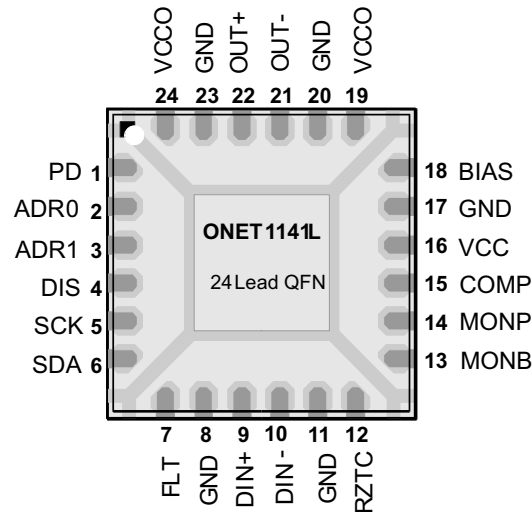 VCCO
GND
OUT+
OUT-
GND
VCCO
24
23
22
21
20
19
PD 1
ADR0 2
ADR1 3
DIS 4
SCK 5
SDA 6
ONET1141L
24 Lead QFN
18 BIAS
17 GND
16 VCC
15 COMP
14 MONP
13 MONB
7
8
9
10
11
12
FLT
GND
DIN+
DIN-
GND
RZTC